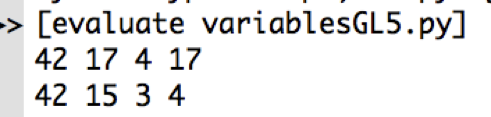 >> [evaluate variablesGL5.py]
42 17 4 17
42 15 3 4